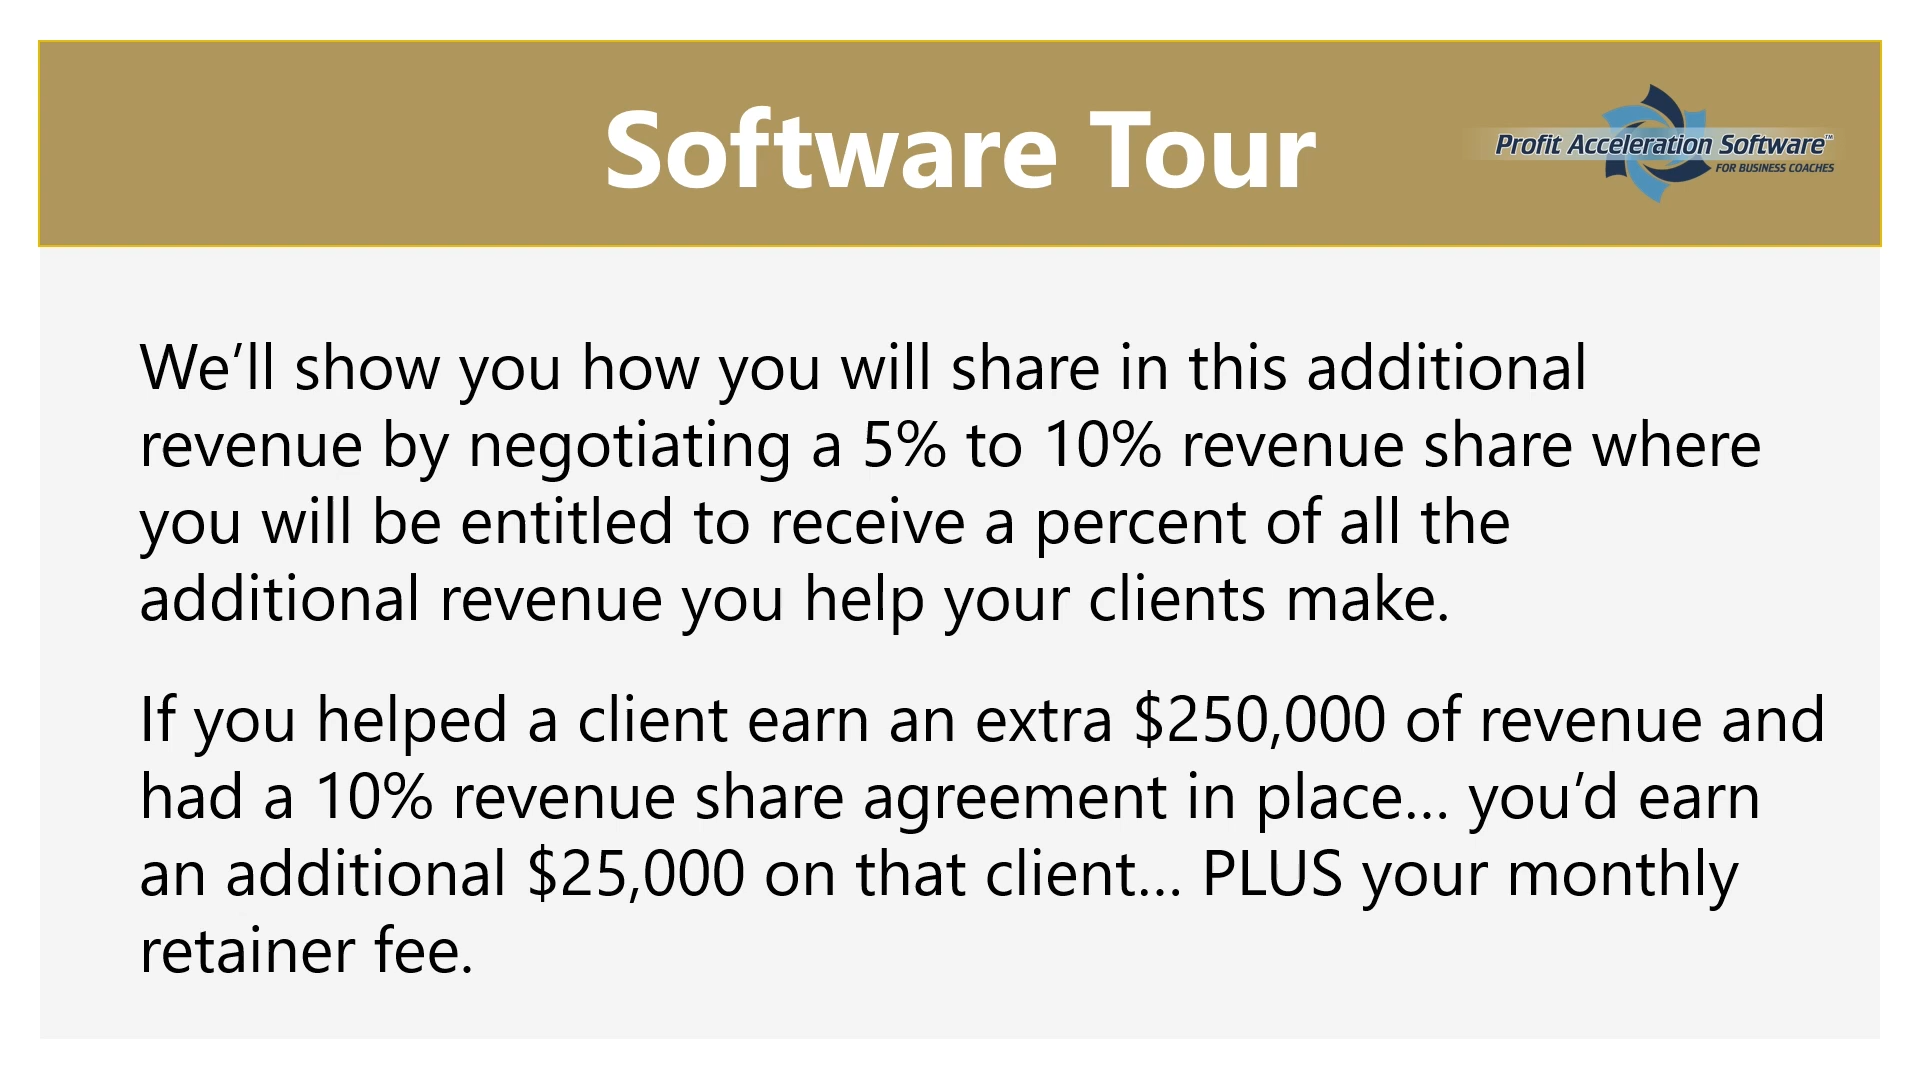 Software Tour
Profit Acceleration Software™
FOR BUSINESS COACHES
We’ll show you how you will share in this additional
revenue by negotiating a 5% to 10% revenue share where
you will be entitled to receive a percent of all the
additional revenue you help your clients make.
If you helped a client earn an extra $250,000 of revenue and
had a 10% revenue share agreement in place… you’d earn
an additional $25,000 on that client… PLUS your monthly
retainer fee.